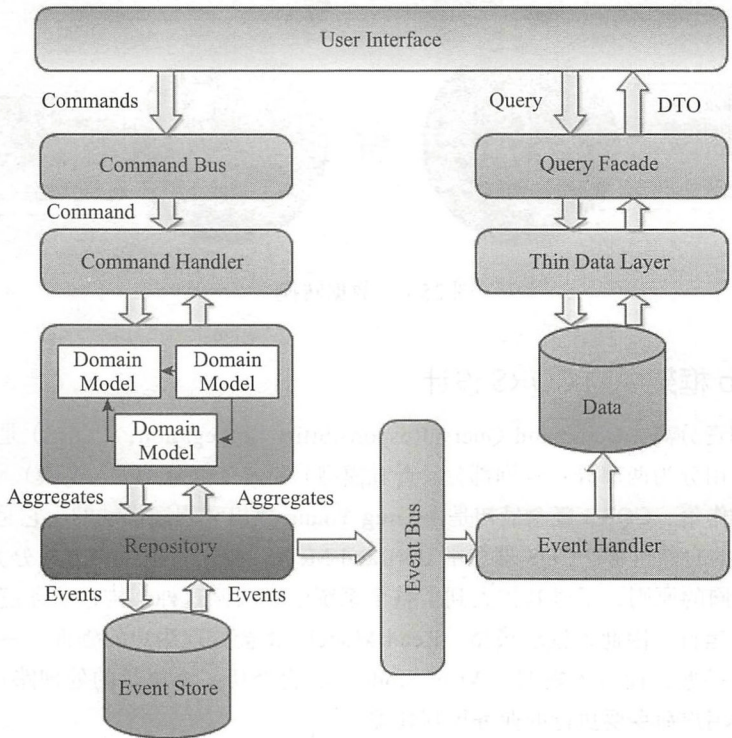 User Interface
Commands
Query
DTO
Command Bus
Query Facade
Command
Command Handler
Thin Data Layer
Domain
Model
Domain
Model
Domain
Model
Data
Aggregates
Aggregates
Repository
Event Bus
Event Handler
Events
Events
Event Store